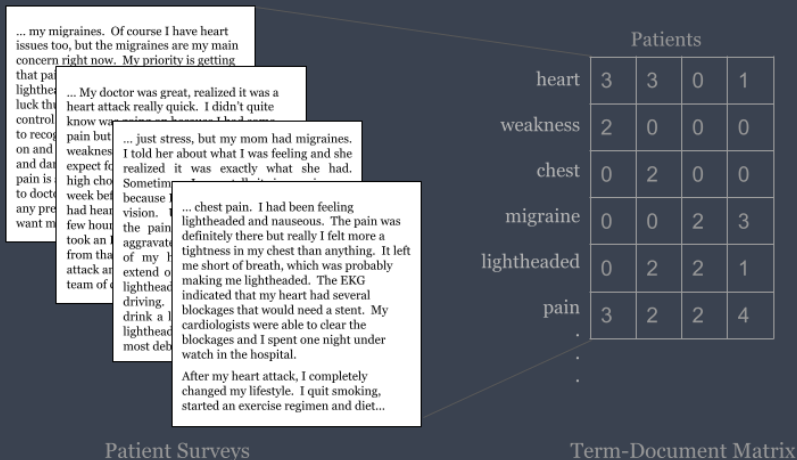 ... my migraines. Of course I have heart
issues too, but the migraines are my main
concern right now. My priority is getting
that
lighthe
luck
control
to recog
on and
and
pain is
to docto
any pre
want m
... My doctor was great, realized it was a
heart attack really quick. I didn't quite
know
pain but
weaknes
expect fo
high cho
week bef
had hear
few hour
took an
from tha
attack an
team of
... just stress, but my mom had migraines.
I told her about what I was feeling and she
realized it was exactly what she had.
Sometim
because
vision.
the pain
aggravate
of my h
extend o
lightheaded
driving.
drink a l
lighthead
most deb
... chest pain. I had been feeling
lightheaded and nauseous. The pain was
definitely there but really I felt more a
tightness in my chest than anything. It left
me short of breath, which was probably
making me lightheaded. The EKG
indicated that my heart had several
blockages that would need a stent. My
cardiologists were able to clear the
blockages and I spent one night under
watch in the hospital.
After my heart attack, I completely
changed my lifestyle. I quit smoking,
started an exercise regimen and diet...
Patient Surveys
Patients
heart 3 3 0 1
weakness 2 0 0 0
chest 0 2 0 0
migraine 0 0 2 3
lightheaded 0 2 2 1
pain 3 2 2 4
.
.
.
Term-Document Matrix